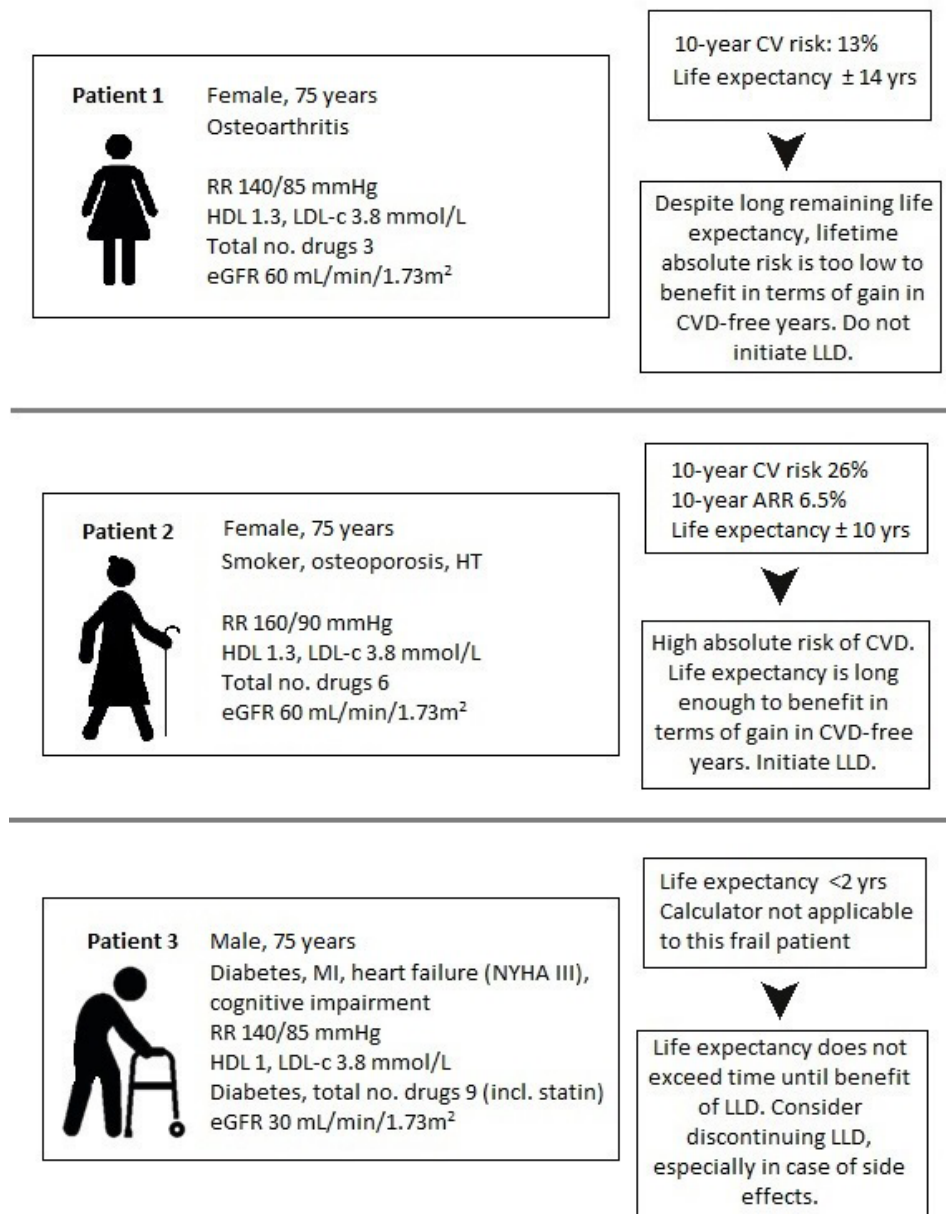 Patient 1
Female, 75 years
Osteoarthritis
RR 140/85 mmHg
HDL 1.3, LDL-c 3.8 mmol/L
Total no. drugs 3
eGFR 60 mL/min/1.73m²
10-year CV risk: 13%
Life expectancy ± 14 yrs
Despite long remaining life
expectancy, lifetime
absolute risk is too low to
benefit in terms of gain in
CVD-free years. Do not
initiate LLD.
Patient 2
Female, 75 years
Smoker, osteoporosis, HT
RR 160/90 mmHg
HDL 1.3, LDL-c 3.8 mmol/L
Total no. drugs 6
eGFR 60 mL/min/1.73m²
10-year CV risk 26%
10-year ARR 6.5%
Life expectancy ± 10 yrs
High absolute risk of CVD.
Life expectancy is long
enough to benefit in
terms of gain in CVD-free
years. Initiate LLD.
Patient 3
Male, 75 years
Diabetes, MI, heart failure (NYHA III),
cognitive impairment
RR 140/85 mmHg
HDL 1, LDL-c 3.8 mmol/L
Diabetes, total no. drugs 9 (incl. statin)
eGFR 30 mL/min/1.73m²
Life expectancy <2 yrs
Calculator not applicable
to this frail patient
Life expectancy does not
exceed time until benefit
of LLD. Consider
discontinuing LLD,
especially in case of side
effects.